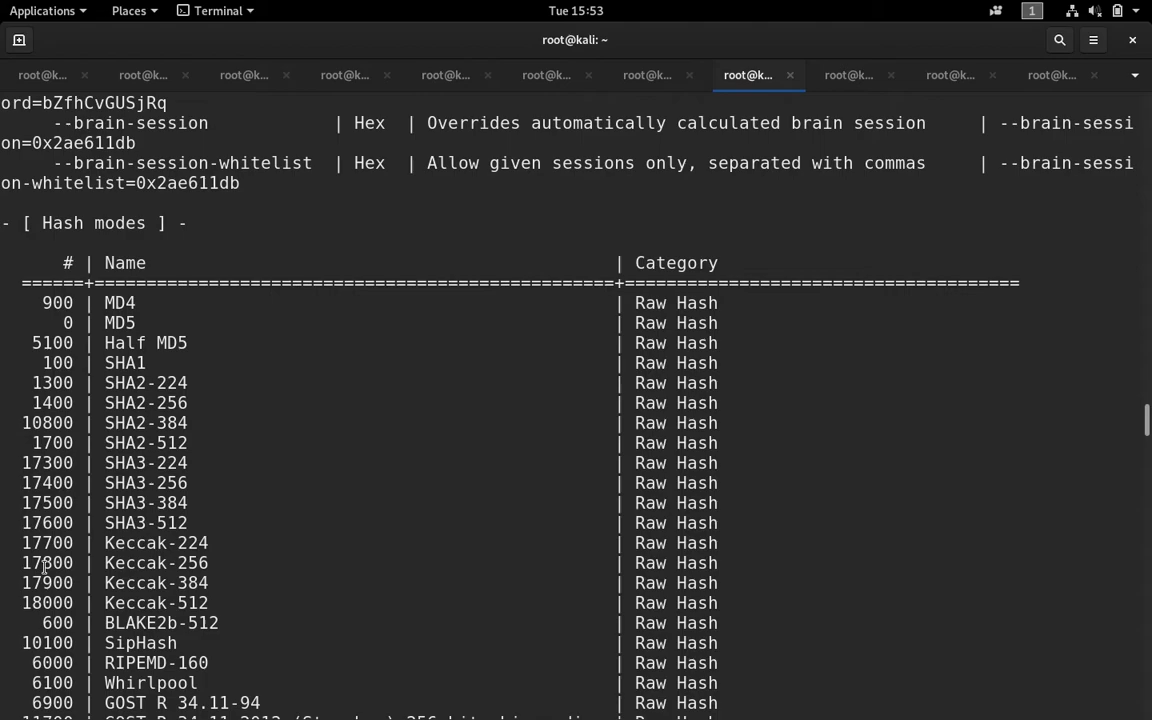 Applications Places Terminal Tue 15:53 1
root@kali: ~
root@k... root@k... root@k... root@k... root@k... root@k... root@k... root@k... root@k... root@k... root@k...
ord=bZfhCvGUSjRq
--brain-session | Hex | Overrides automatically calculated brain session | --brain-sessi
on=0x2ae611db
--brain-session-whitelist | Hex | Allow given sessions only, separated with commas | --brain-sessi
on-whitelist=0x2ae611db
- [ Hash modes ] -
# | Name | Category
======+==================================================+======================================
900 | MD4 | Raw Hash
0 | MD5 | Raw Hash
5100 | Half MD5 | Raw Hash
100 | SHA1 | Raw Hash
1300 | SHA2-224 | Raw Hash
1400 | SHA2-256 | Raw Hash
10800 | SHA2-384 | Raw Hash
1700 | SHA2-512 | Raw Hash
17300 | SHA3-224 | Raw Hash
17400 | SHA3-256 | Raw Hash
17500 | SHA3-384 | Raw Hash
17600 | SHA3-512 | Raw Hash
17700 | Keccak-224 | Raw Hash
17800 | Keccak-256 | Raw Hash
17900 | Keccak-384 | Raw Hash
18000 | Keccak-512 | Raw Hash
600 | BLAKE2b-512 | Raw Hash
10100 | SipHash | Raw Hash
6000 | RIPEMD-160 | Raw Hash
6100 | Whirlpool | Raw Hash
6900 | GOST R 34.11-94 | Raw Hash